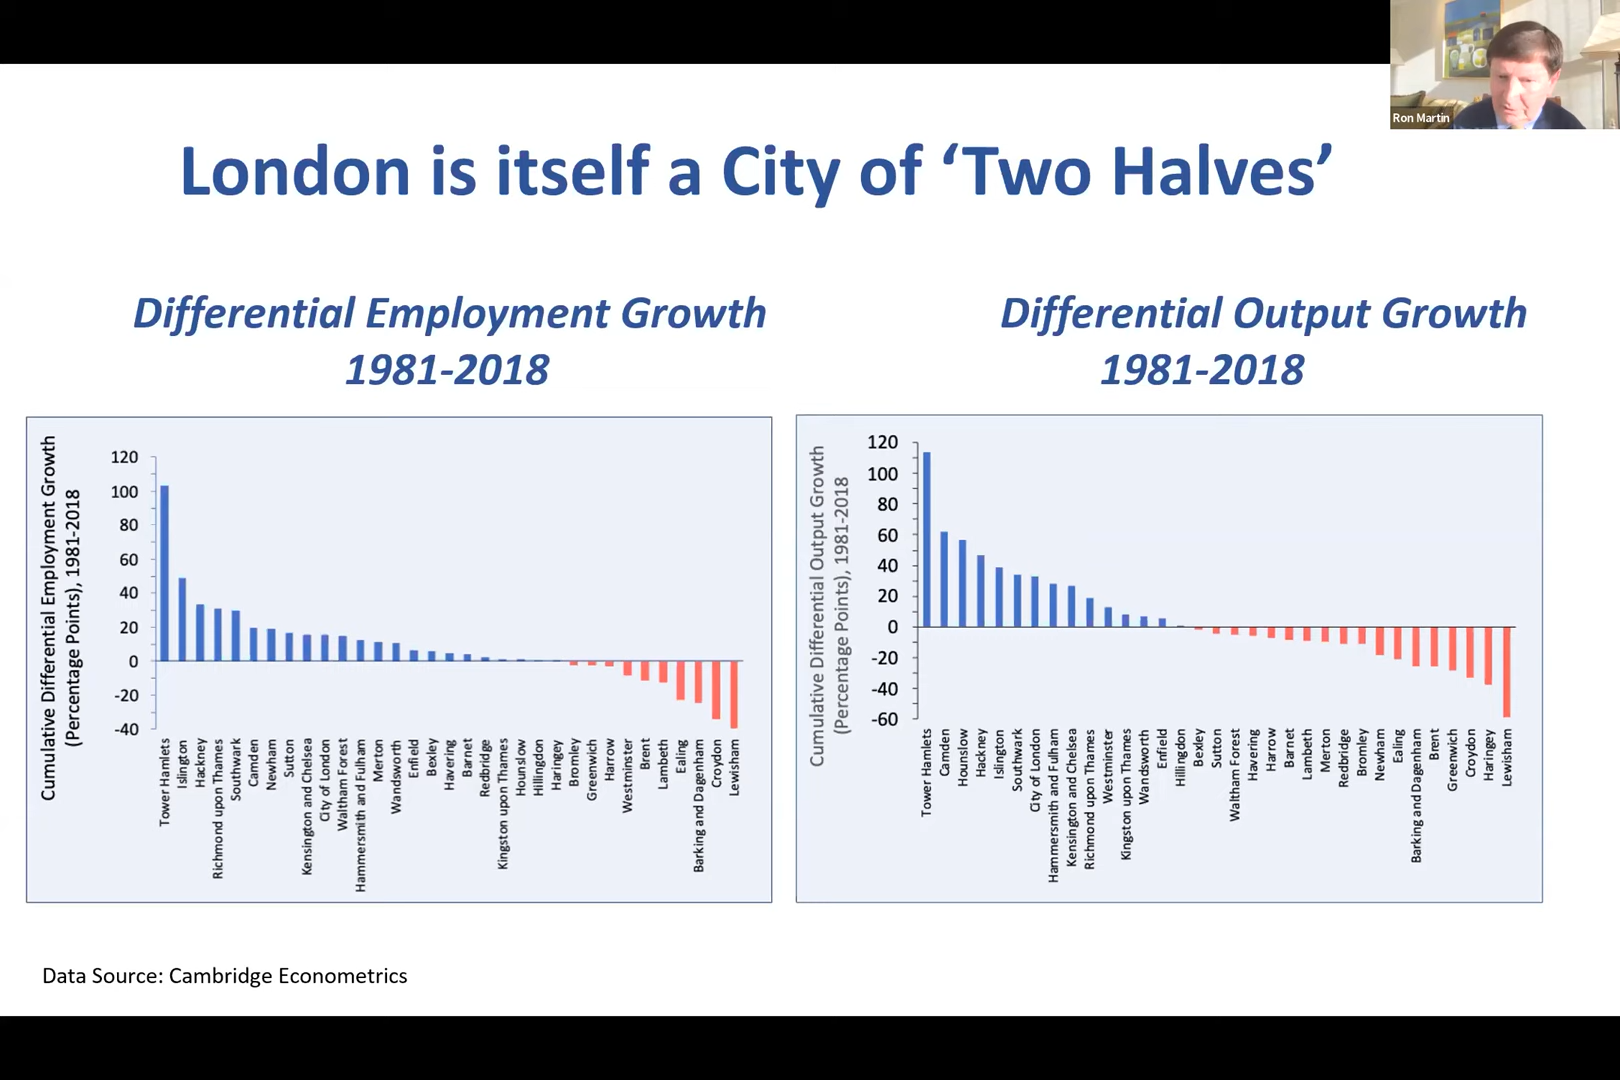 Ron Martin
London is itself a City of ‘Two Halves’
Differential Employment Growth
1981-2018
Differential Output Growth
1981-2018
Cumulative Differential Employment Growth
(Percentage Points), 1981-2018
120
100
80
60
40
20
0
-20
-40
Tower Hamlets
Islington
Hackney
Richmond upon Thames
Southwark
Camden
Newham
Sutton
Kensington and Chelsea
City of London
Waltham Forest
Hammersmith and Fulham
Merton
Wandsworth
Enfield
Bexley
Havering
Barnet
Redbridge
Kingston upon Thames
Hounslow
Hillingdon
Haringey
Bromley
Greenwich
Harrow
Westminster
Brent
Lambeth
Ealing
Barking and Dagenham
Croydon
Lewisham
Cumulative Differential Output Growth
(Percentage Points), 1981-2018
120
100
80
60
40
20
0
-20
-40
-60
Tower Hamlets
Camden
Hounslow
Hackney
Islington
Southwark
City of London
Hammersmith and Fulham
Kensington and Chelsea
Richmond upon Thames
Westminster
Kingston upon Thames
Wandsworth
Enfield
Hillingdon
Bexley
Sutton
Waltham Forest
Havering
Harrow
Barnet
Lambeth
Merton
Redbridge
Bromley
Newham
Ealing
Barking and Dagenham
Brent
Greenwich
Croydon
Haringey
Lewisham
Data Source: Cambridge Econometrics